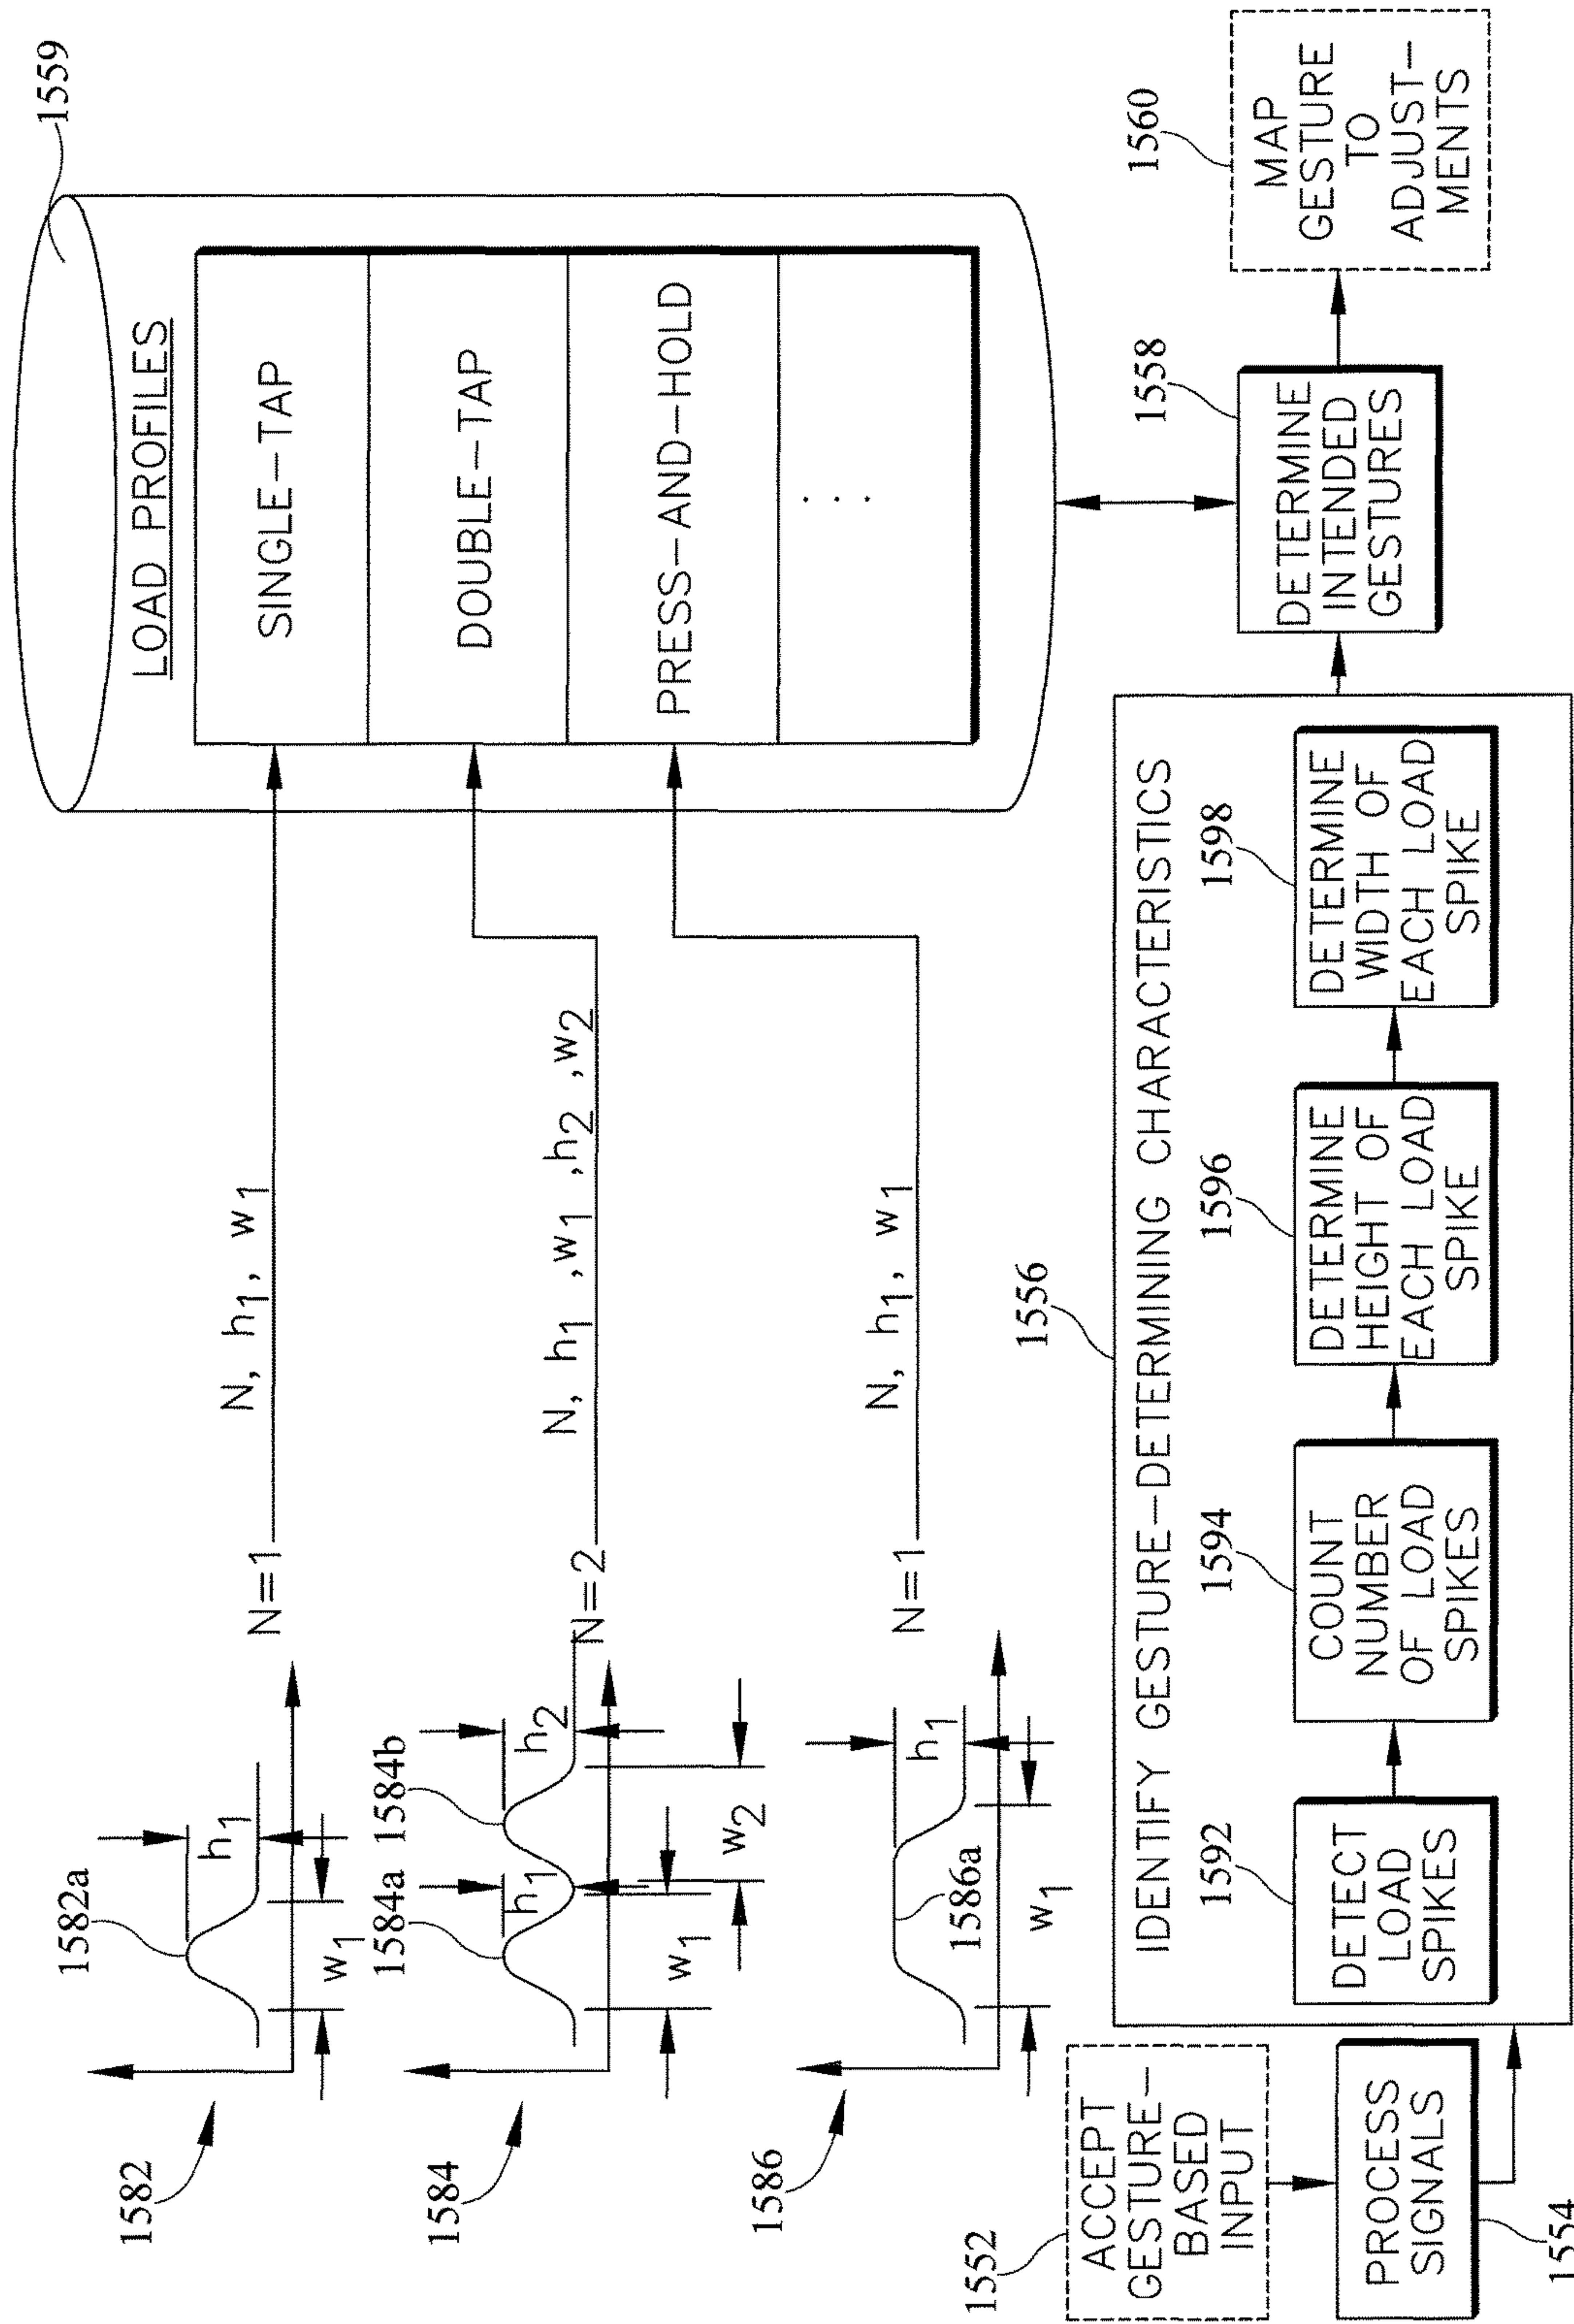 1559
LOAD PROFILES
SINGLE—TAP
DOUBLE—TAP
PRESS—AND—HOLD
. . .
1582
1582a
h1
w1
N=1
N, h1, w1
1584
1584a
1584b
h1
h2
w1
w2
N=2
N, h1 ,w1 ,h2 ,w2
1586
1586a
h1
w1
N=1
N, h1, w1
1552
ACCEPT
GESTURE—
BASED
INPUT
PROCESS
SIGNALS
1554
1556
IDENTIFY GESTURE—DETERMINING CHARACTERISTICS
1592
DETECT
LOAD
SPIKES
1594
COUNT
NUMBER
OF LOAD
SPIKES
1596
DETERMINE
HEIGHT OF
EACH LOAD
SPIKE
1598
DETERMINE
WIDTH OF
EACH LOAD
SPIKE
1558
DETERMINE
INTENDED
GESTURES
1560
MAP
GESTURE
TO
ADJUST—
MENTS